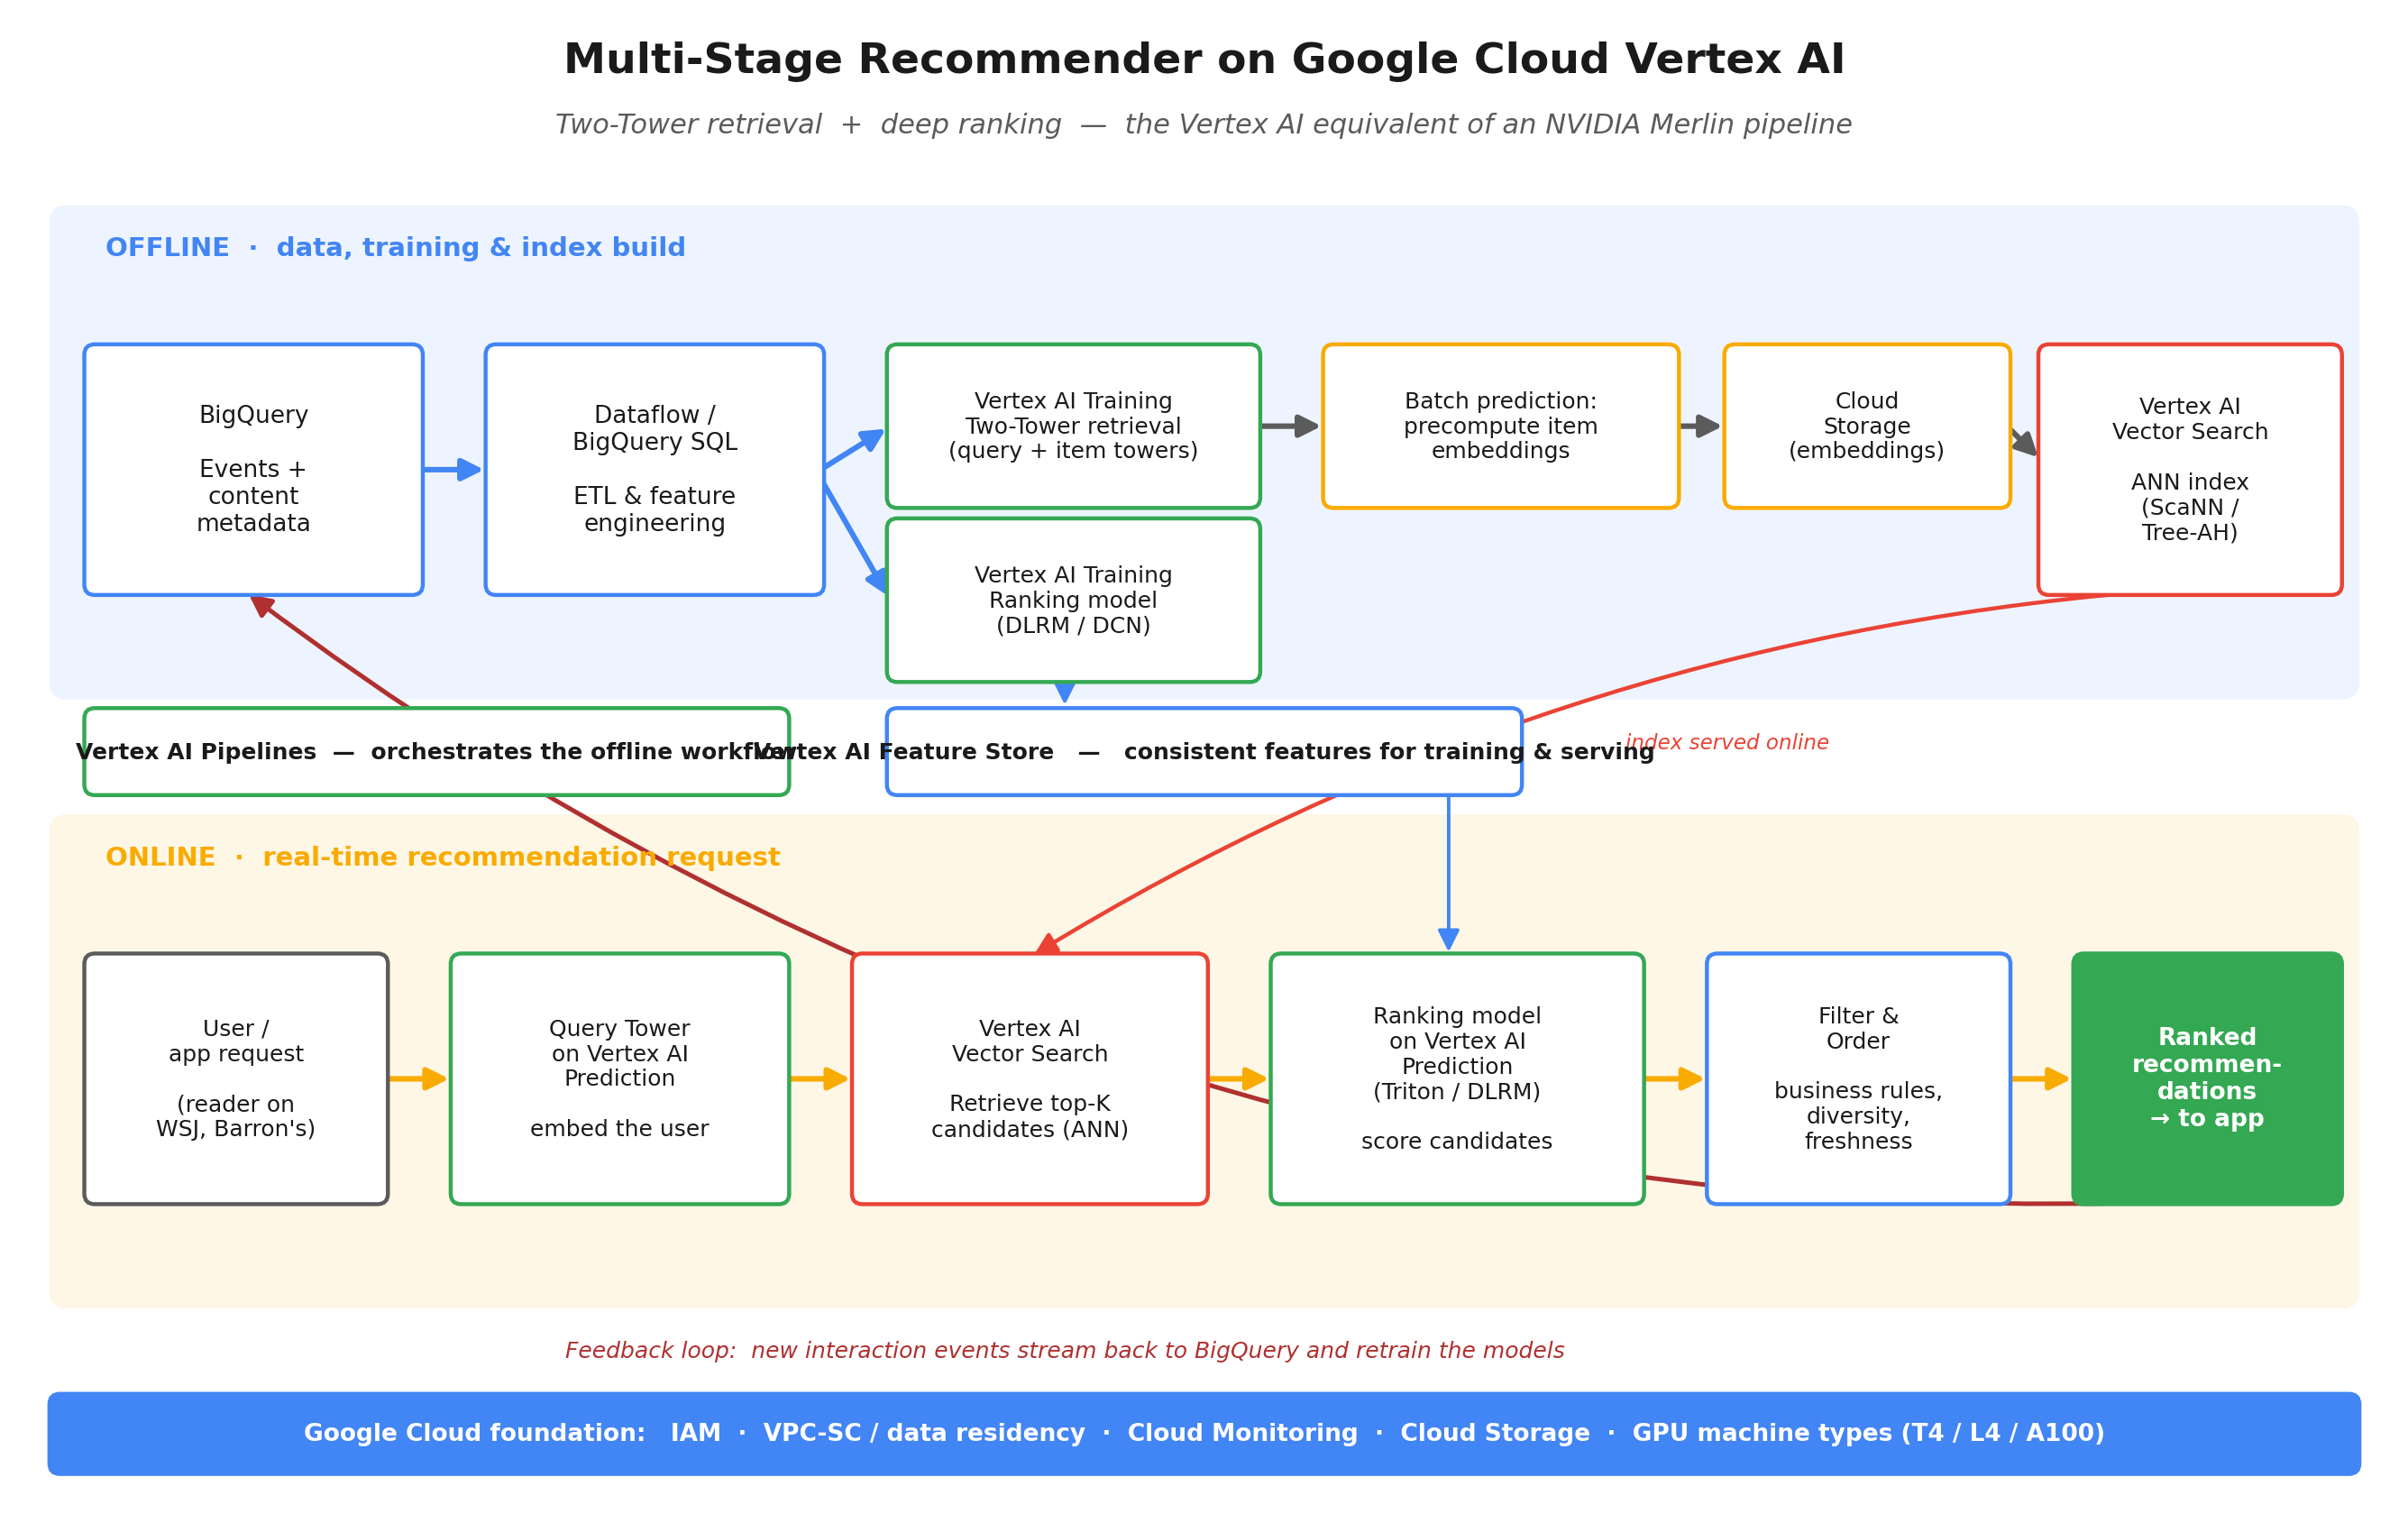 Multi-Stage Recommender on Google Cloud Vertex AI
Two-Tower retrieval + deep ranking — the Vertex AI equivalent of an NVIDIA Merlin pipeline
OFFLINE · data, training & index build
BigQuery
Events +
content
metadata
Dataflow /
BigQuery SQL
ETL & feature
engineering
Vertex AI Training
Two-Tower retrieval
(query + item towers)
Batch prediction:
precompute item
embeddings
Cloud
Storage
(embeddings)
Vertex AI
Vector Search
ANN index
(ScaNN /
Tree-AH)
Vertex AI Training
Ranking model
(DLRM / DCN)
Vertex AI Pipelines — orchestrates the offline workflow
Vertex AI Feature Store — consistent features for training & serving
index served online
ONLINE · real-time recommendation request
User /
app request
(reader on
WSJ, Barron's)
Query Tower
on Vertex AI
Prediction
embed the user
Vertex AI
Vector Search
Retrieve top-K
candidates (ANN)
Ranking model
on Vertex AI
Prediction
(Triton / DLRM)
score candidates
Filter &
Order
business rules,
diversity,
freshness
Ranked
recommen-
dations
→ to app
Feedback loop: new interaction events stream back to BigQuery and retrain the models
Google Cloud foundation: IAM · VPC-SC / data residency · Cloud Monitoring · Cloud Storage · GPU machine types (T4 / L4 / A100)